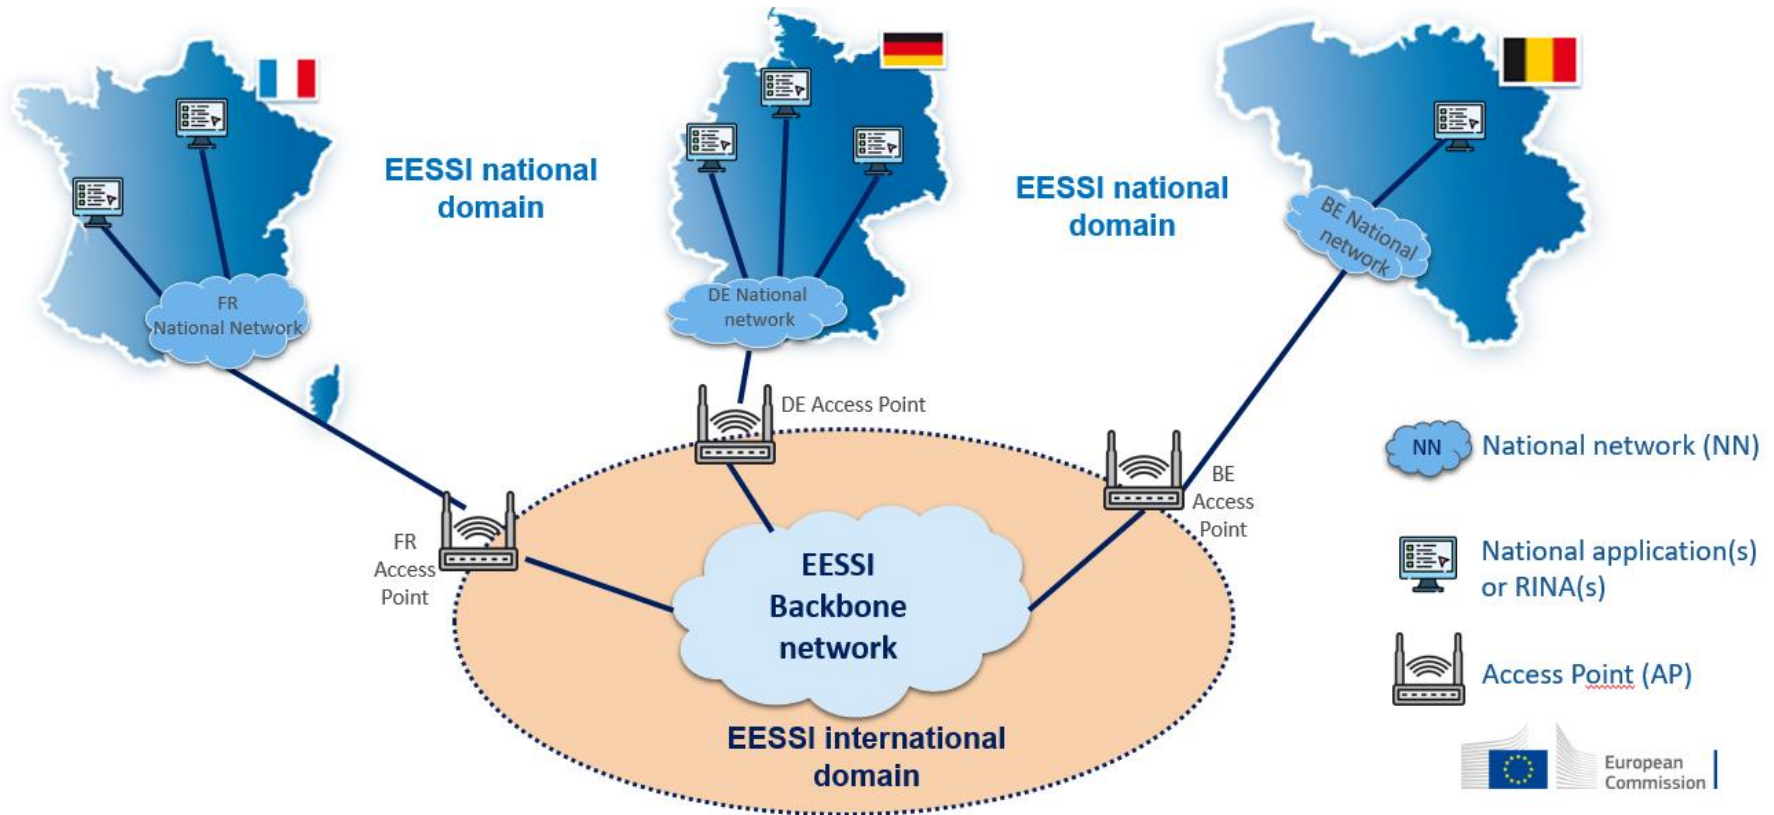 EESSI national
domain
EESSI national
domain
FR
National Network
DE National
network
BE National
network
DE Access Point
FR
Access
Point
BE
Access
Point
EESSI
Backbone
network
EESSI international
domain
NN
National network (NN)
National application(s)
or RINA(s)
Access Point (AP)
European
Commission